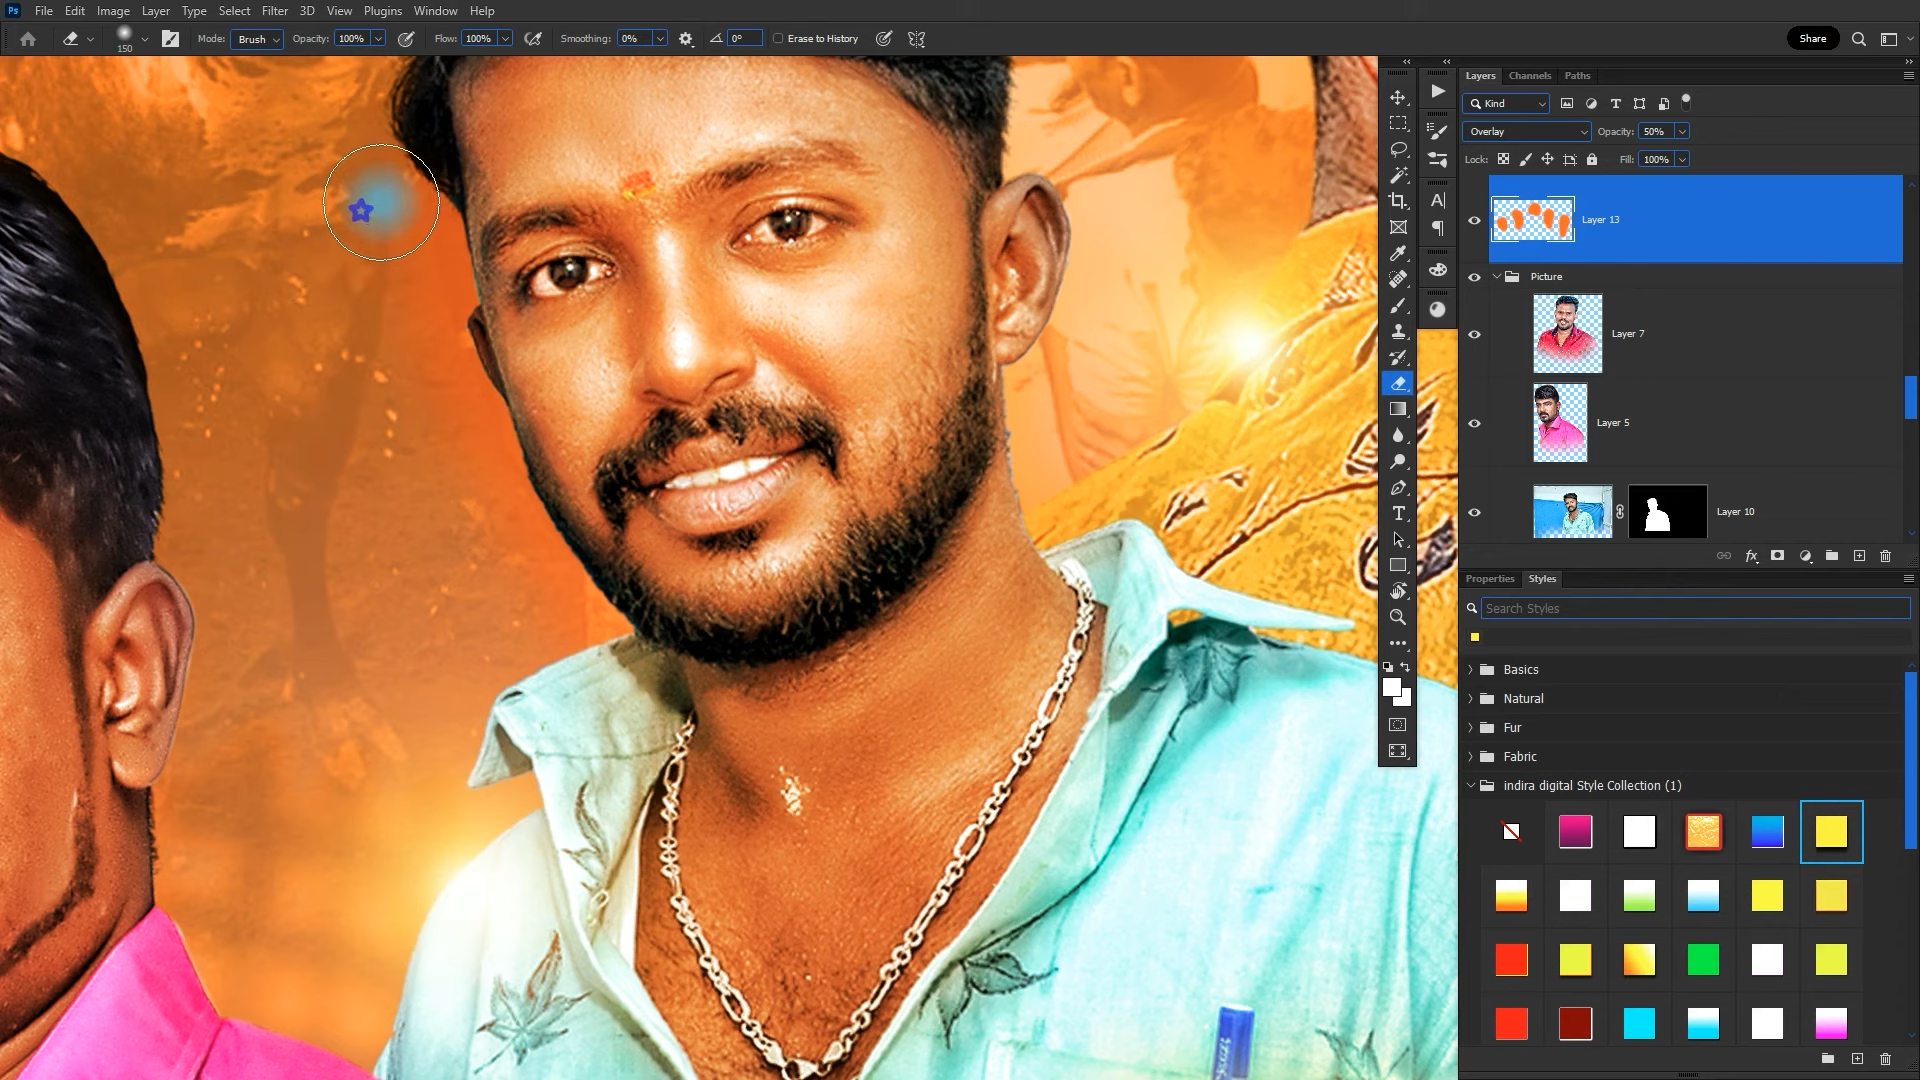 Ps File Edit Image Layer Type Select Filter 3D View Plugins Window Help
150 Mode: Brush Opacity: 100% Flow: 100% Smoothing: 0% 0° Erase to History Share
Layers Channels Paths
Kind
Overlay Opacity: 50%
Lock: Fill: 100%
Layer 13
Picture
Layer 7
Layer 5
Layer 10
fx
Properties Styles
Search Styles
Basics
Natural
Fur
Fabric
indira digital Style Collection (1)